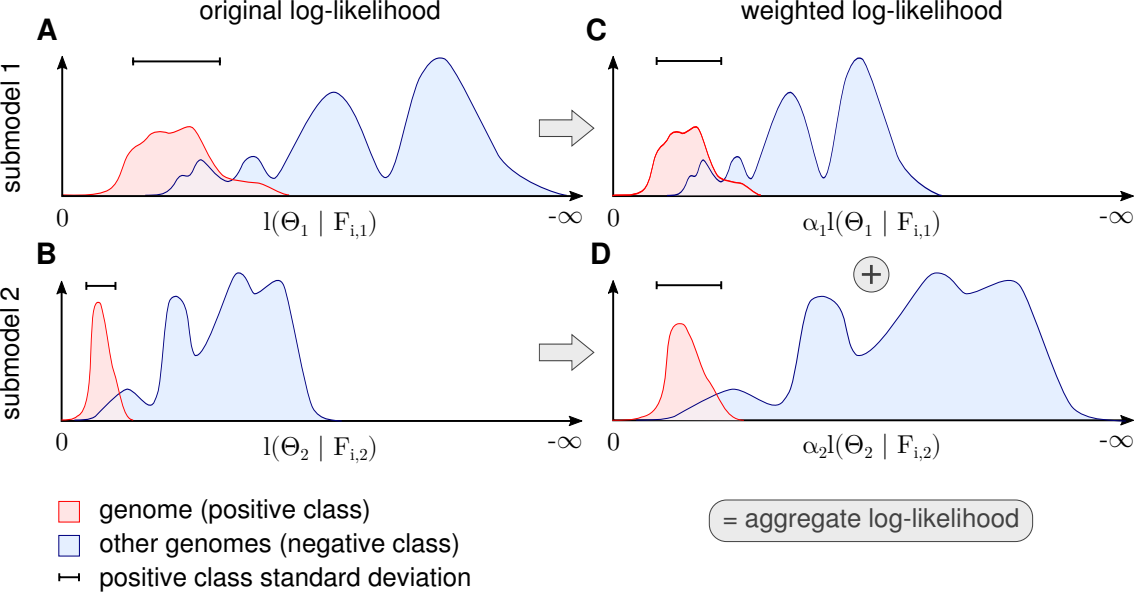 original log-likelihood
weighted log-likelihood
A
C
submodel 1
0
l(Θ₁ | Fᵢ,₁)
-∞
0
α₁l(Θ₁ | Fᵢ,₁)
-∞
B
D
+
submodel 2
0
l(Θ₂ | Fᵢ,₂)
-∞
0
α₂l(Θ₂ | Fᵢ,₂)
-∞
genome (positive class)
other genomes (negative class)
positive class standard deviation
= aggregate log-likelihood